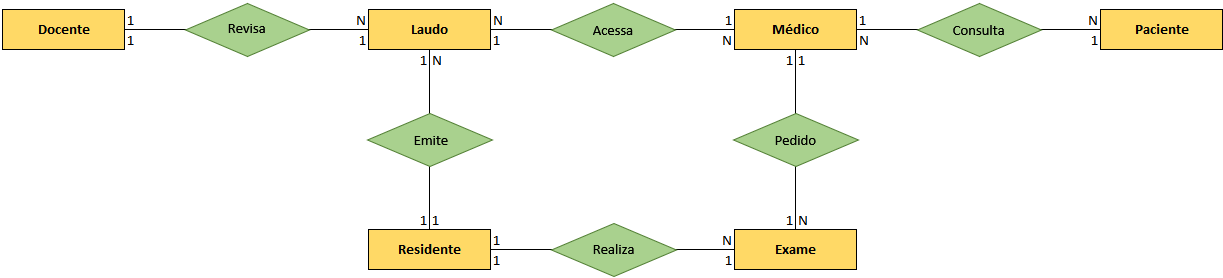 1 N N 1 1 N
Docente Revisa Laudo Acessa Médico Consulta Paciente
1 1 1 N N 1
1 N 1 1
Emite Pedido
1 1 1 N
1 N
Residente Realiza Exame
1 1